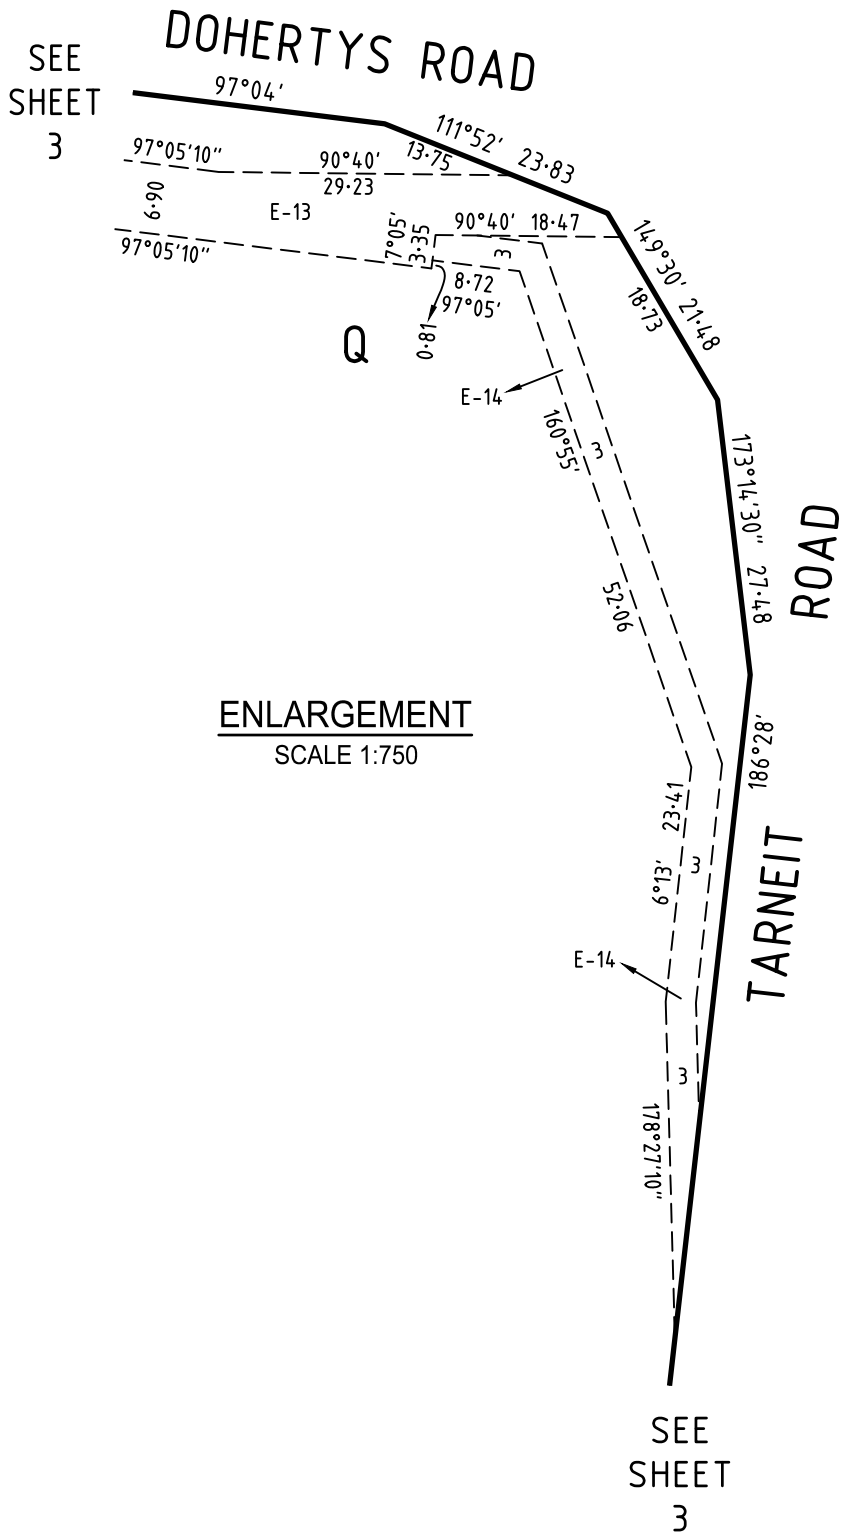 DOHERTYS ROAD
SEE
SHEET
3
97°04'
111°52' 23·83
13·75
97°05'10"
90°40'
29·23
6·90
E-13
97°05'10"
7°05'
3·35
90°40' 18·47
3
8·72
97°05'
0·81
Q
149°30' 21·48
18·73
E-14
160°55'
3
52·06
173°14'30" 27·48
ROAD
ENLARGEMENT
SCALE 1:750
186°28'
6°13' 23·41
3
TARNEIT
E-14
3
178°27'10"
SEE
SHEET
3